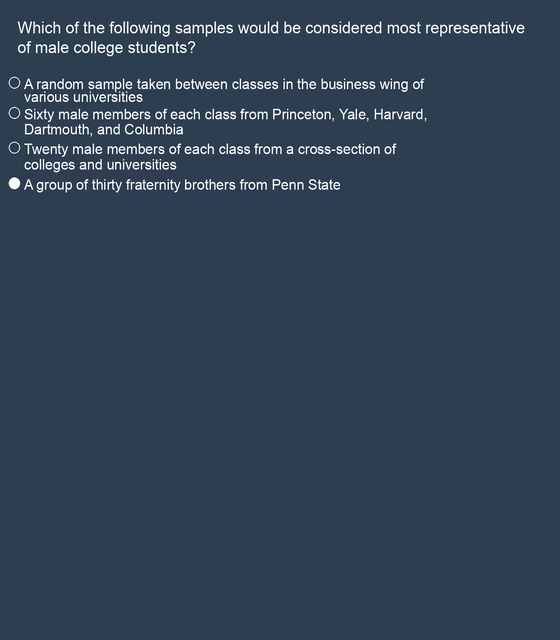 Which of the following samples would be considered most representative
of male college students?
A random sample taken between classes in the business wing of
various universities
Sixty male members of each class from Princeton, Yale, Harvard,
Dartmouth, and Columbia
Twenty male members of each class from a cross-section of
colleges and universities
A group of thirty fraternity brothers from Penn State